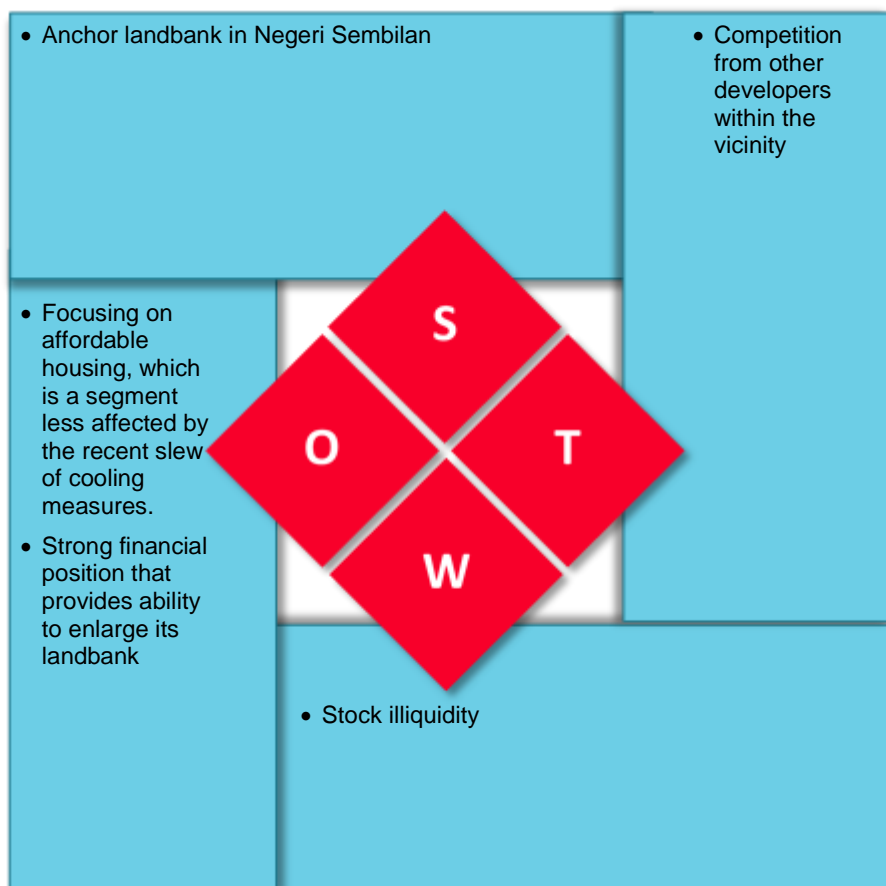 • Anchor landbank in Negeri Sembilan
• Competition
from other
developers
within the
vicinity
• Focusing on
affordable
housing, which
is a segment
less affected by
the recent slew
of cooling
measures.
• Strong financial
position that
provides ability
to enlarge its
landbank
S
O
T
W
• Stock illiquidity